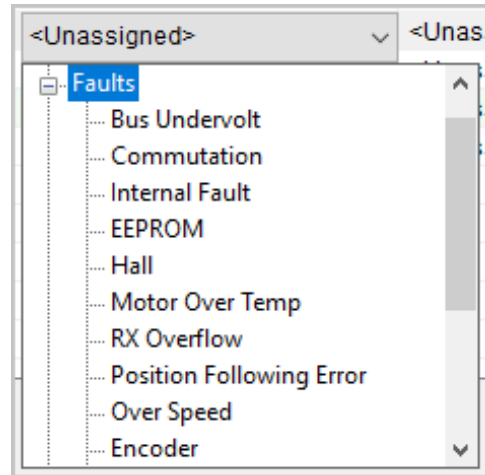 <Unassigned> <Unas
Faults
Bus Undervolt
Commutation
Internal Fault
EEPROM
Hall
Motor Over Temp
RX Overflow
Position Following Error
Over Speed
Encoder